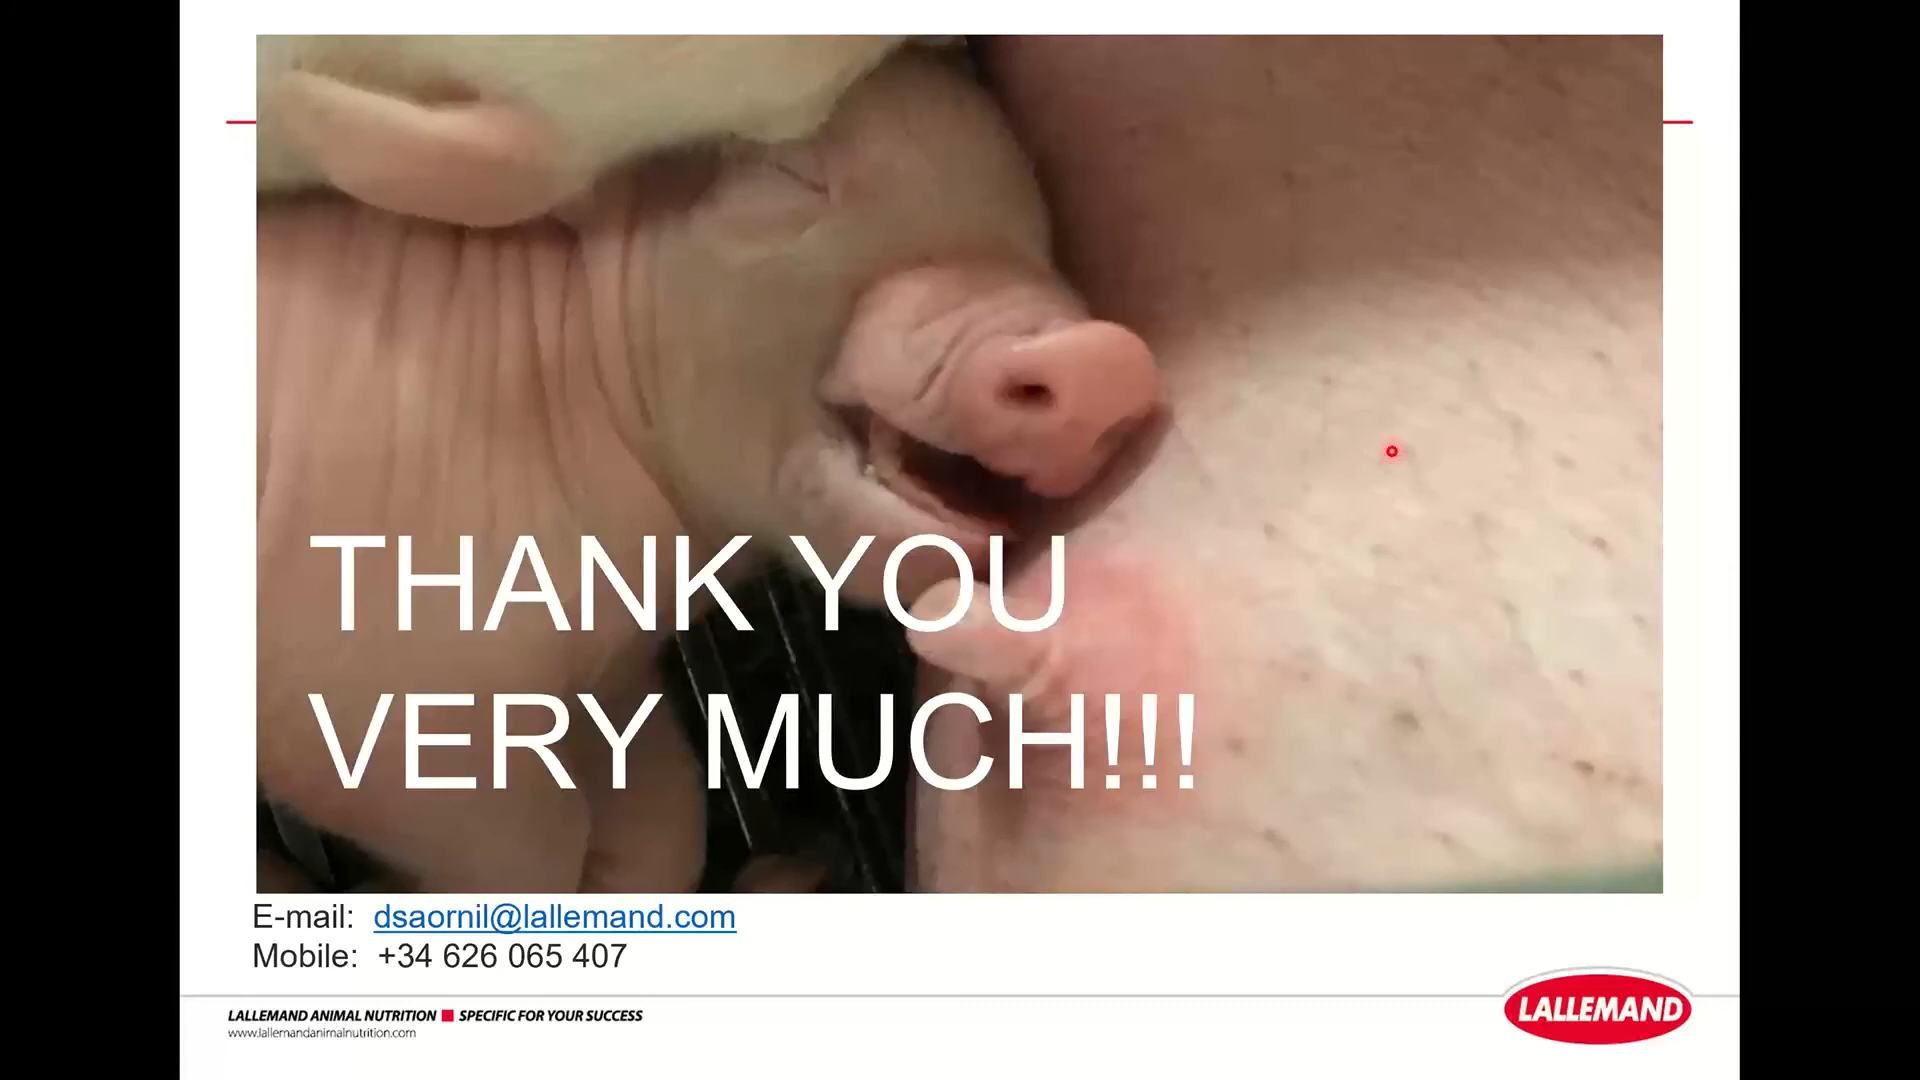 THANK YOU
VERY MUCH!!!
E-mail: dsaornil@lallemand.com
Mobile: +34 626 065 407
LALLEMAND ANIMAL NUTRITION ■ SPECIFIC FOR YOUR SUCCESS
www.lallemandanimalnutrition.com
LALLEMAND